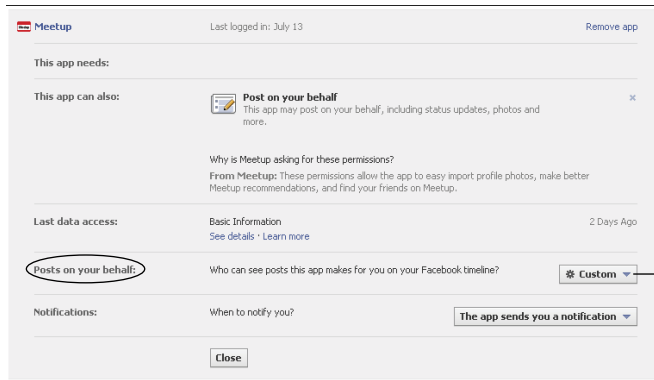 Meetup Last logged in: July 13 Remove app
This app needs:
This app can also: Post on your behalf ×
This app may post on your behalf, including status updates, photos and
more.
Why is Meetup asking for these permissions?
From Meetup: These permissions allow the app to easy import profile photos, make better
Meetup recommendations, and find your friends on Meetup.
Last data access: Basic Information 2 Days Ago
See details · Learn more
Posts on your behalf: Who can see posts this app makes for you on your Facebook timeline? Custom
Notifications: When to notify you? The app sends you a notification
Close